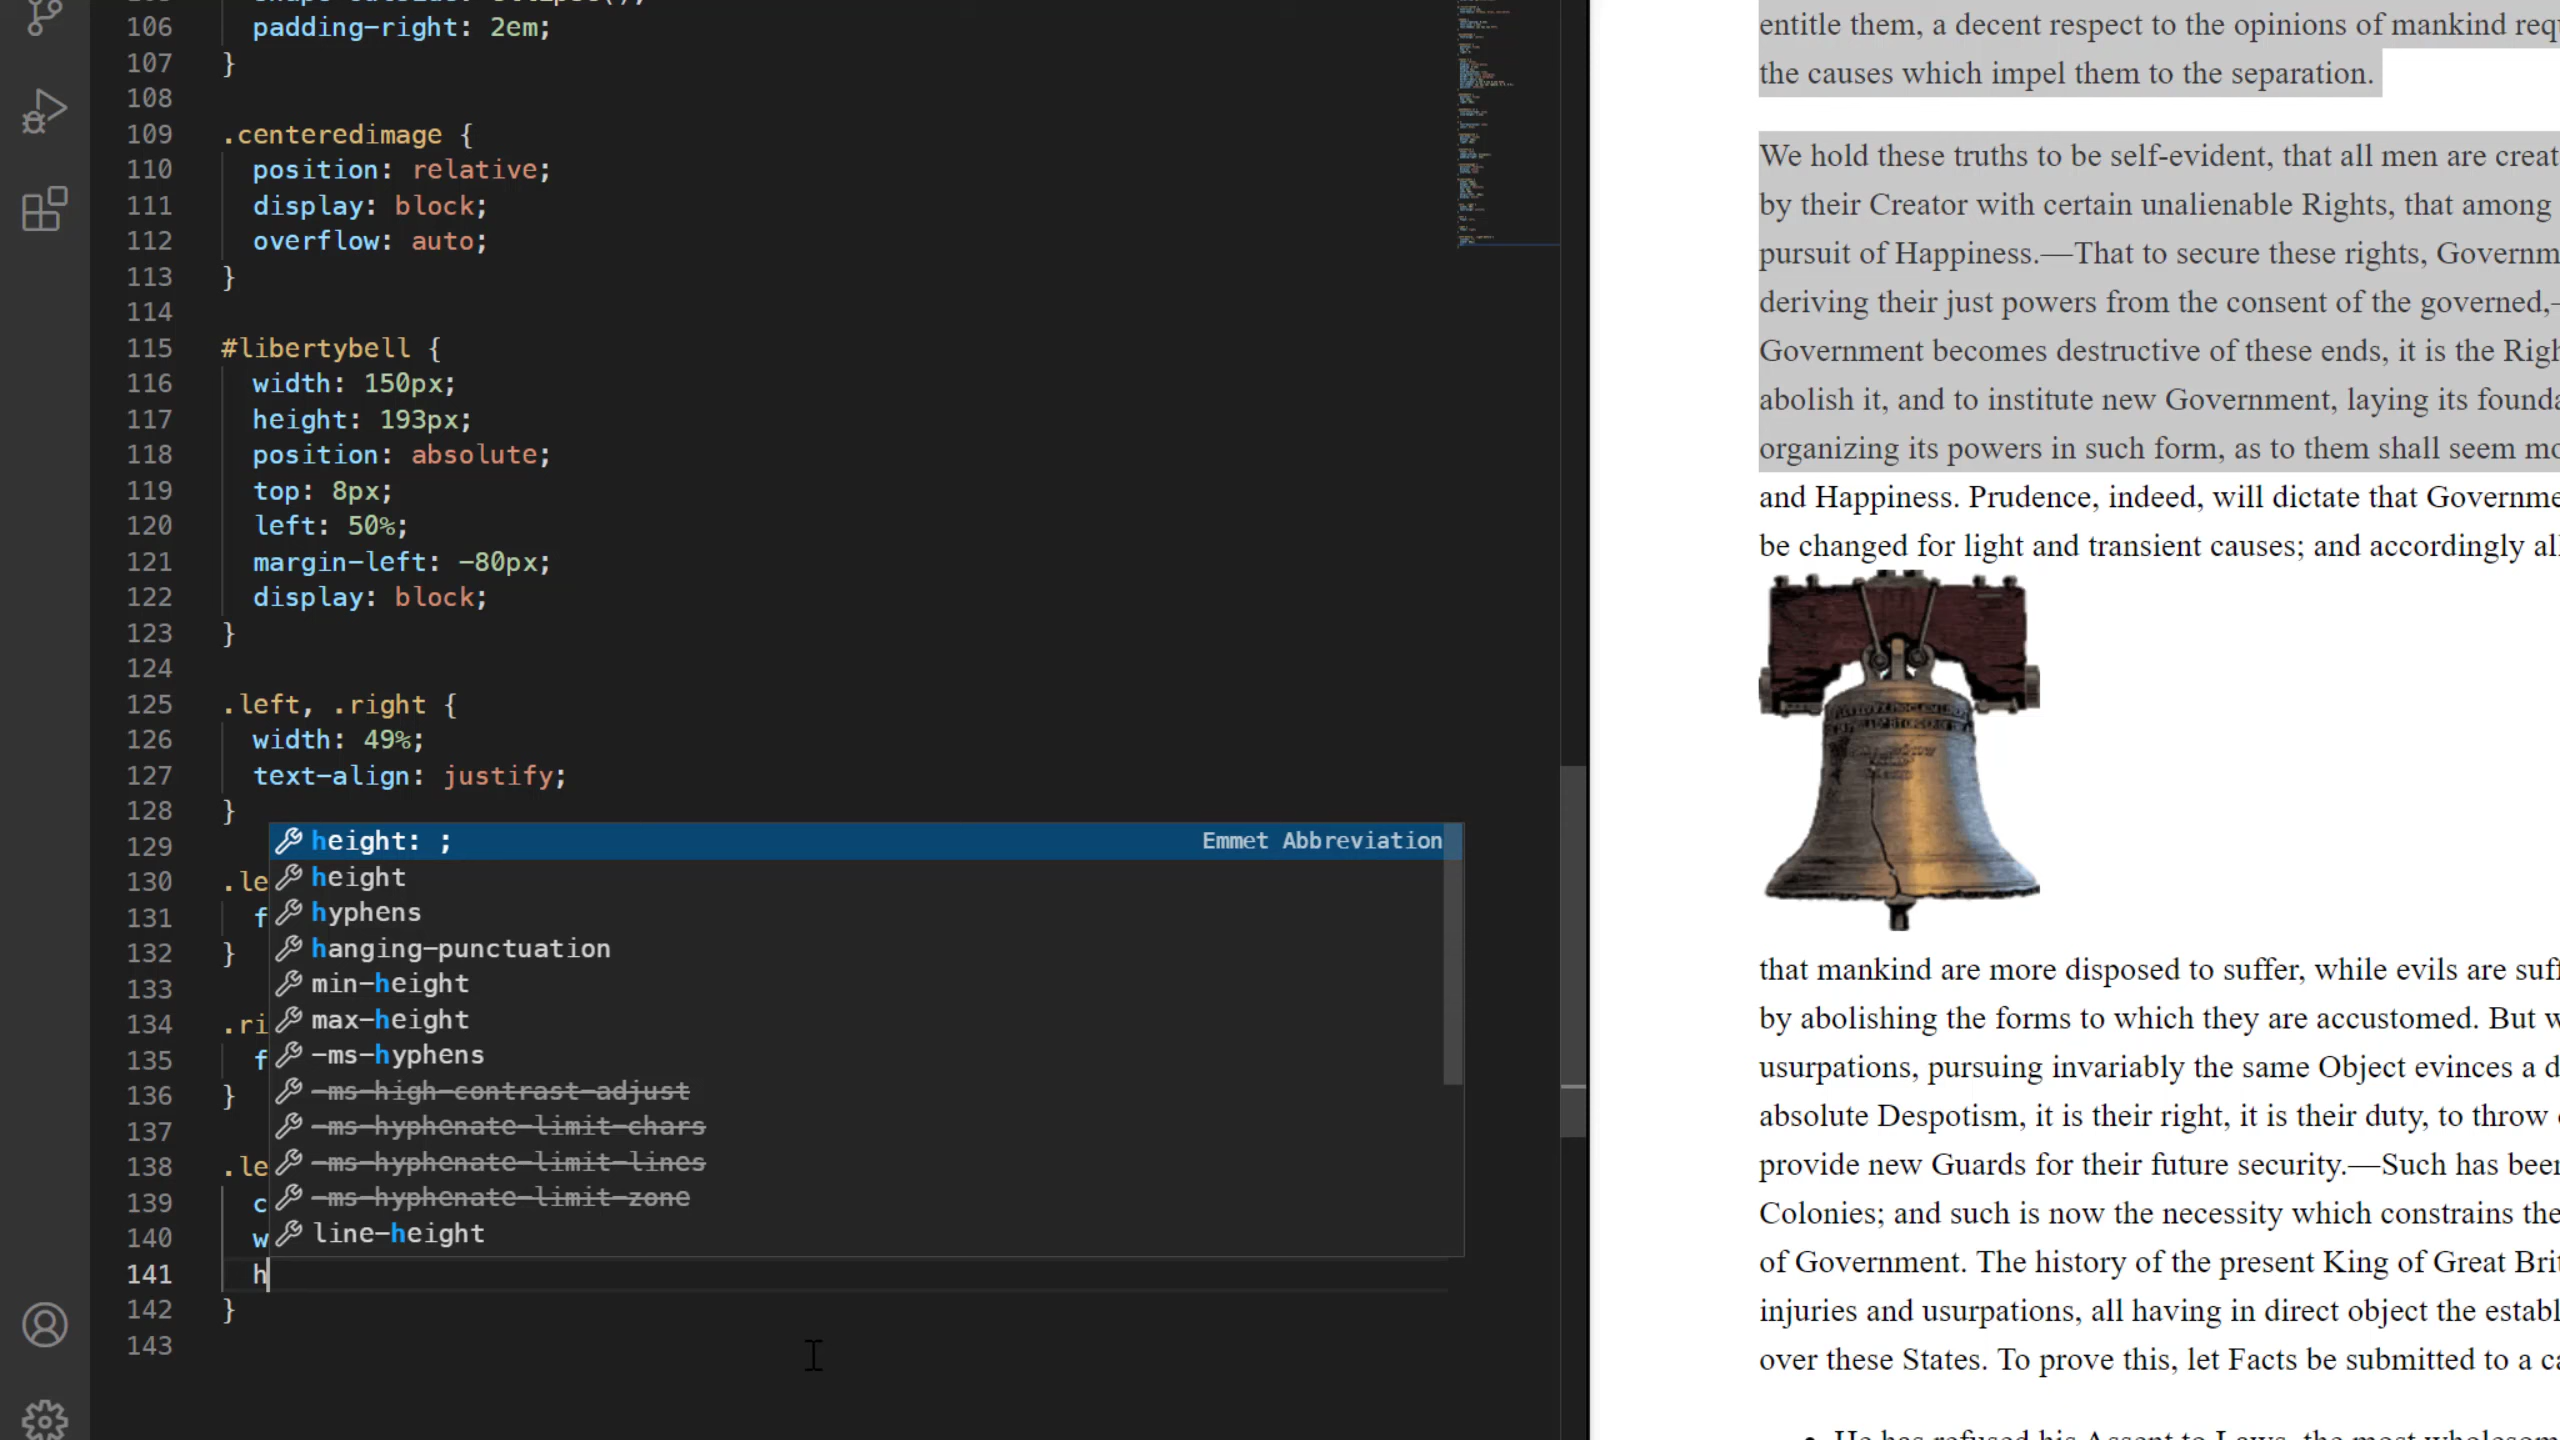 106 padding-right: 2em;
107 }
108
109 .centeredimage {
110 position: relative;
111 display: block;
112 overflow: auto;
113 }
114
115 #libertybell {
116 width: 150px;
117 height: 193px;
118 position: absolute;
119 top: 8px;
120 left: 50%;
121 margin-left: -80px;
122 display: block;
123 }
124
125 .left, .right {
126 width: 49%;
127 text-align: justify;
128 }
129
130 .le
131 f
132 }
133
134 .ri
135 f
136 }
137
138 .le
139 c
140 w
141 h
142 }
143
height: ; Emmet Abbreviation
height
hyphens
hanging-punctuation
min-height
max-height
-ms-hyphens
-ms-high-contrast-adjust
-ms-hyphenate-limit-chars
-ms-hyphenate-limit-lines
-ms-hyphenate-limit-zone
line-height
entitle them, a decent respect to the opinions of mankind req
the causes which impel them to the separation.
We hold these truths to be self-evident, that all men are creat
by their Creator with certain unalienable Rights, that among
pursuit of Happiness.—That to secure these rights, Governm
deriving their just powers from the consent of the governed,–
Government becomes destructive of these ends, it is the Righ
abolish it, and to institute new Government, laying its founda
organizing its powers in such form, as to them shall seem mo
and Happiness. Prudence, indeed, will dictate that Governme
be changed for light and transient causes; and accordingly all
that mankind are more disposed to suffer, while evils are suff
by abolishing the forms to which they are accustomed. But w
usurpations, pursuing invariably the same Object evinces a d
absolute Despotism, it is their right, it is their duty, to throw
provide new Guards for their future security.—Such has been
Colonies; and such is now the necessity which constrains the
of Government. The history of the present King of Great Brit
injuries and usurpations, all having in direct object the establ
over these States. To prove this, let Facts be submitted to a ca